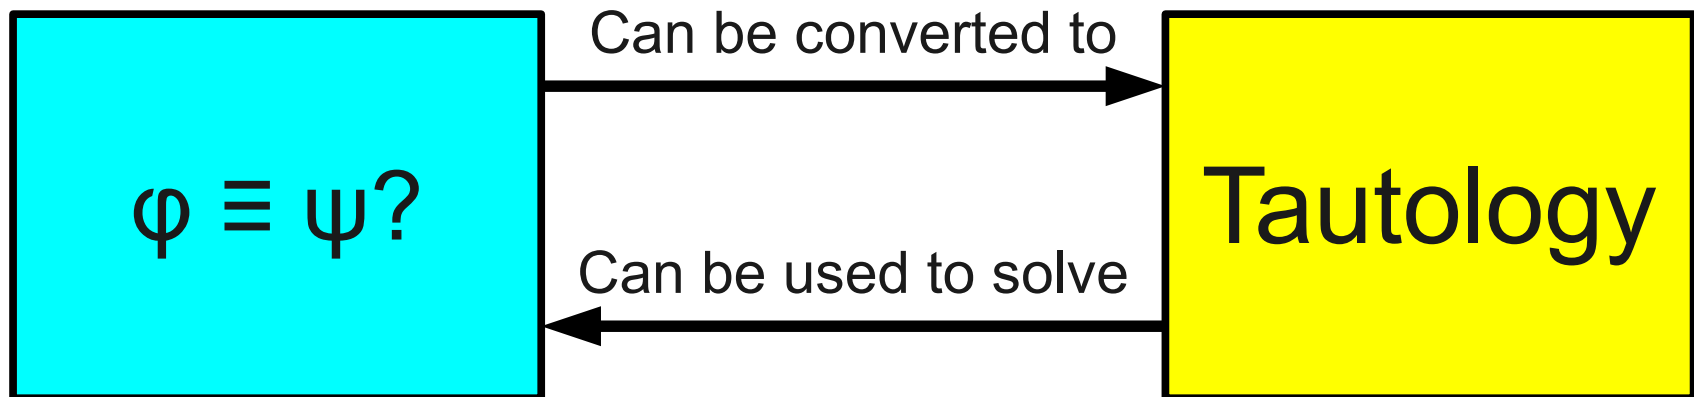 Can be converted to
φ ≡ ψ?
Tautology
Can be used to solve